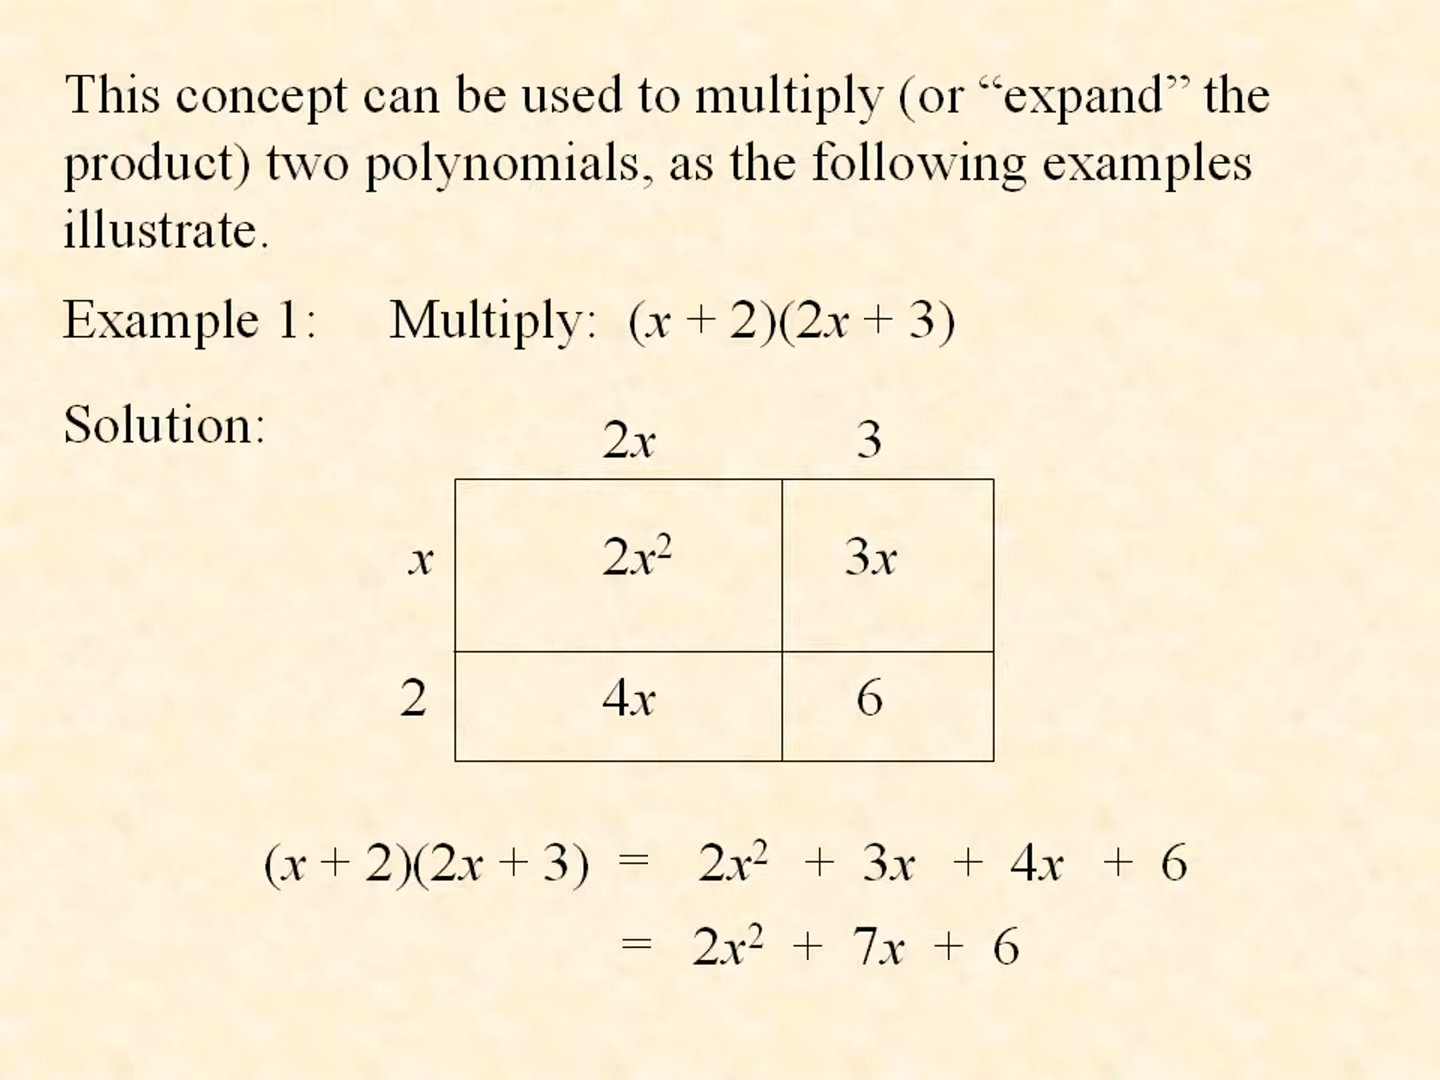 This concept can be used to multiply (or “expand” the
product) two polynomials, as the following examples
illustrate.
Example 1: Multiply: (x + 2)(2x + 3)
Solution:
2x 3
x 2x² 3x
2 4x 6
(x + 2)(2x + 3) = 2x² + 3x + 4x + 6
= 2x² + 7x + 6